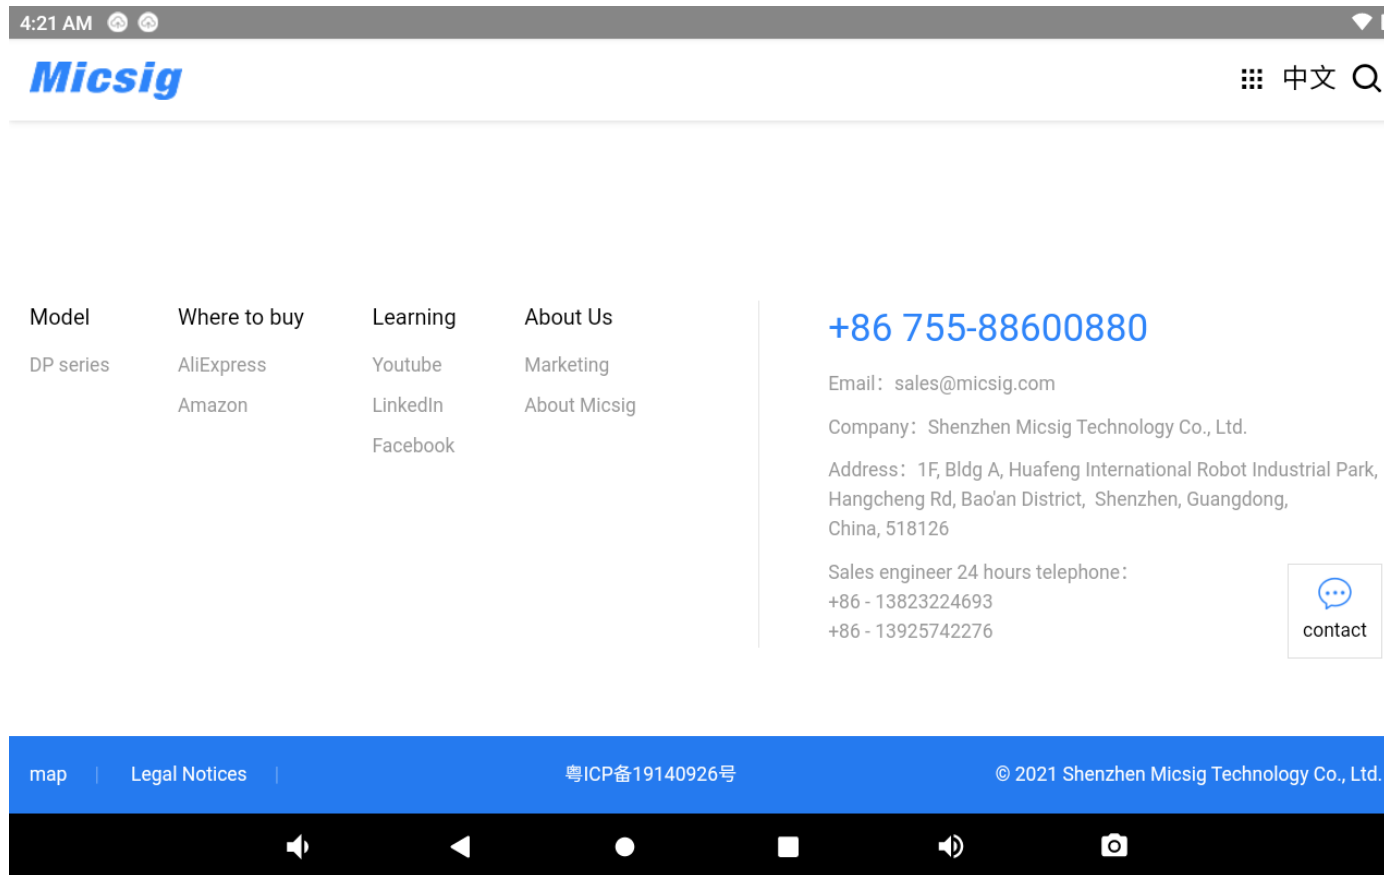 4:21 AM
Micsig
中文
Model
DP series
Where to buy
AliExpress
Amazon
Learning
Youtube
LinkedIn
Facebook
About Us
Marketing
About Micsig
+86 755-88600880
Email：sales@micsig.com
Company：Shenzhen Micsig Technology Co., Ltd.
Address：1F, Bldg A, Huafeng International Robot Industrial Park,
Hangcheng Rd, Bao'an District,  Shenzhen, Guangdong,
China, 518126
Sales engineer 24 hours telephone：
+86 - 13823224693
+86 - 13925742276
contact
map | Legal Notices |
粤ICP备19140926号
© 2021 Shenzhen Micsig Technology Co., Ltd.